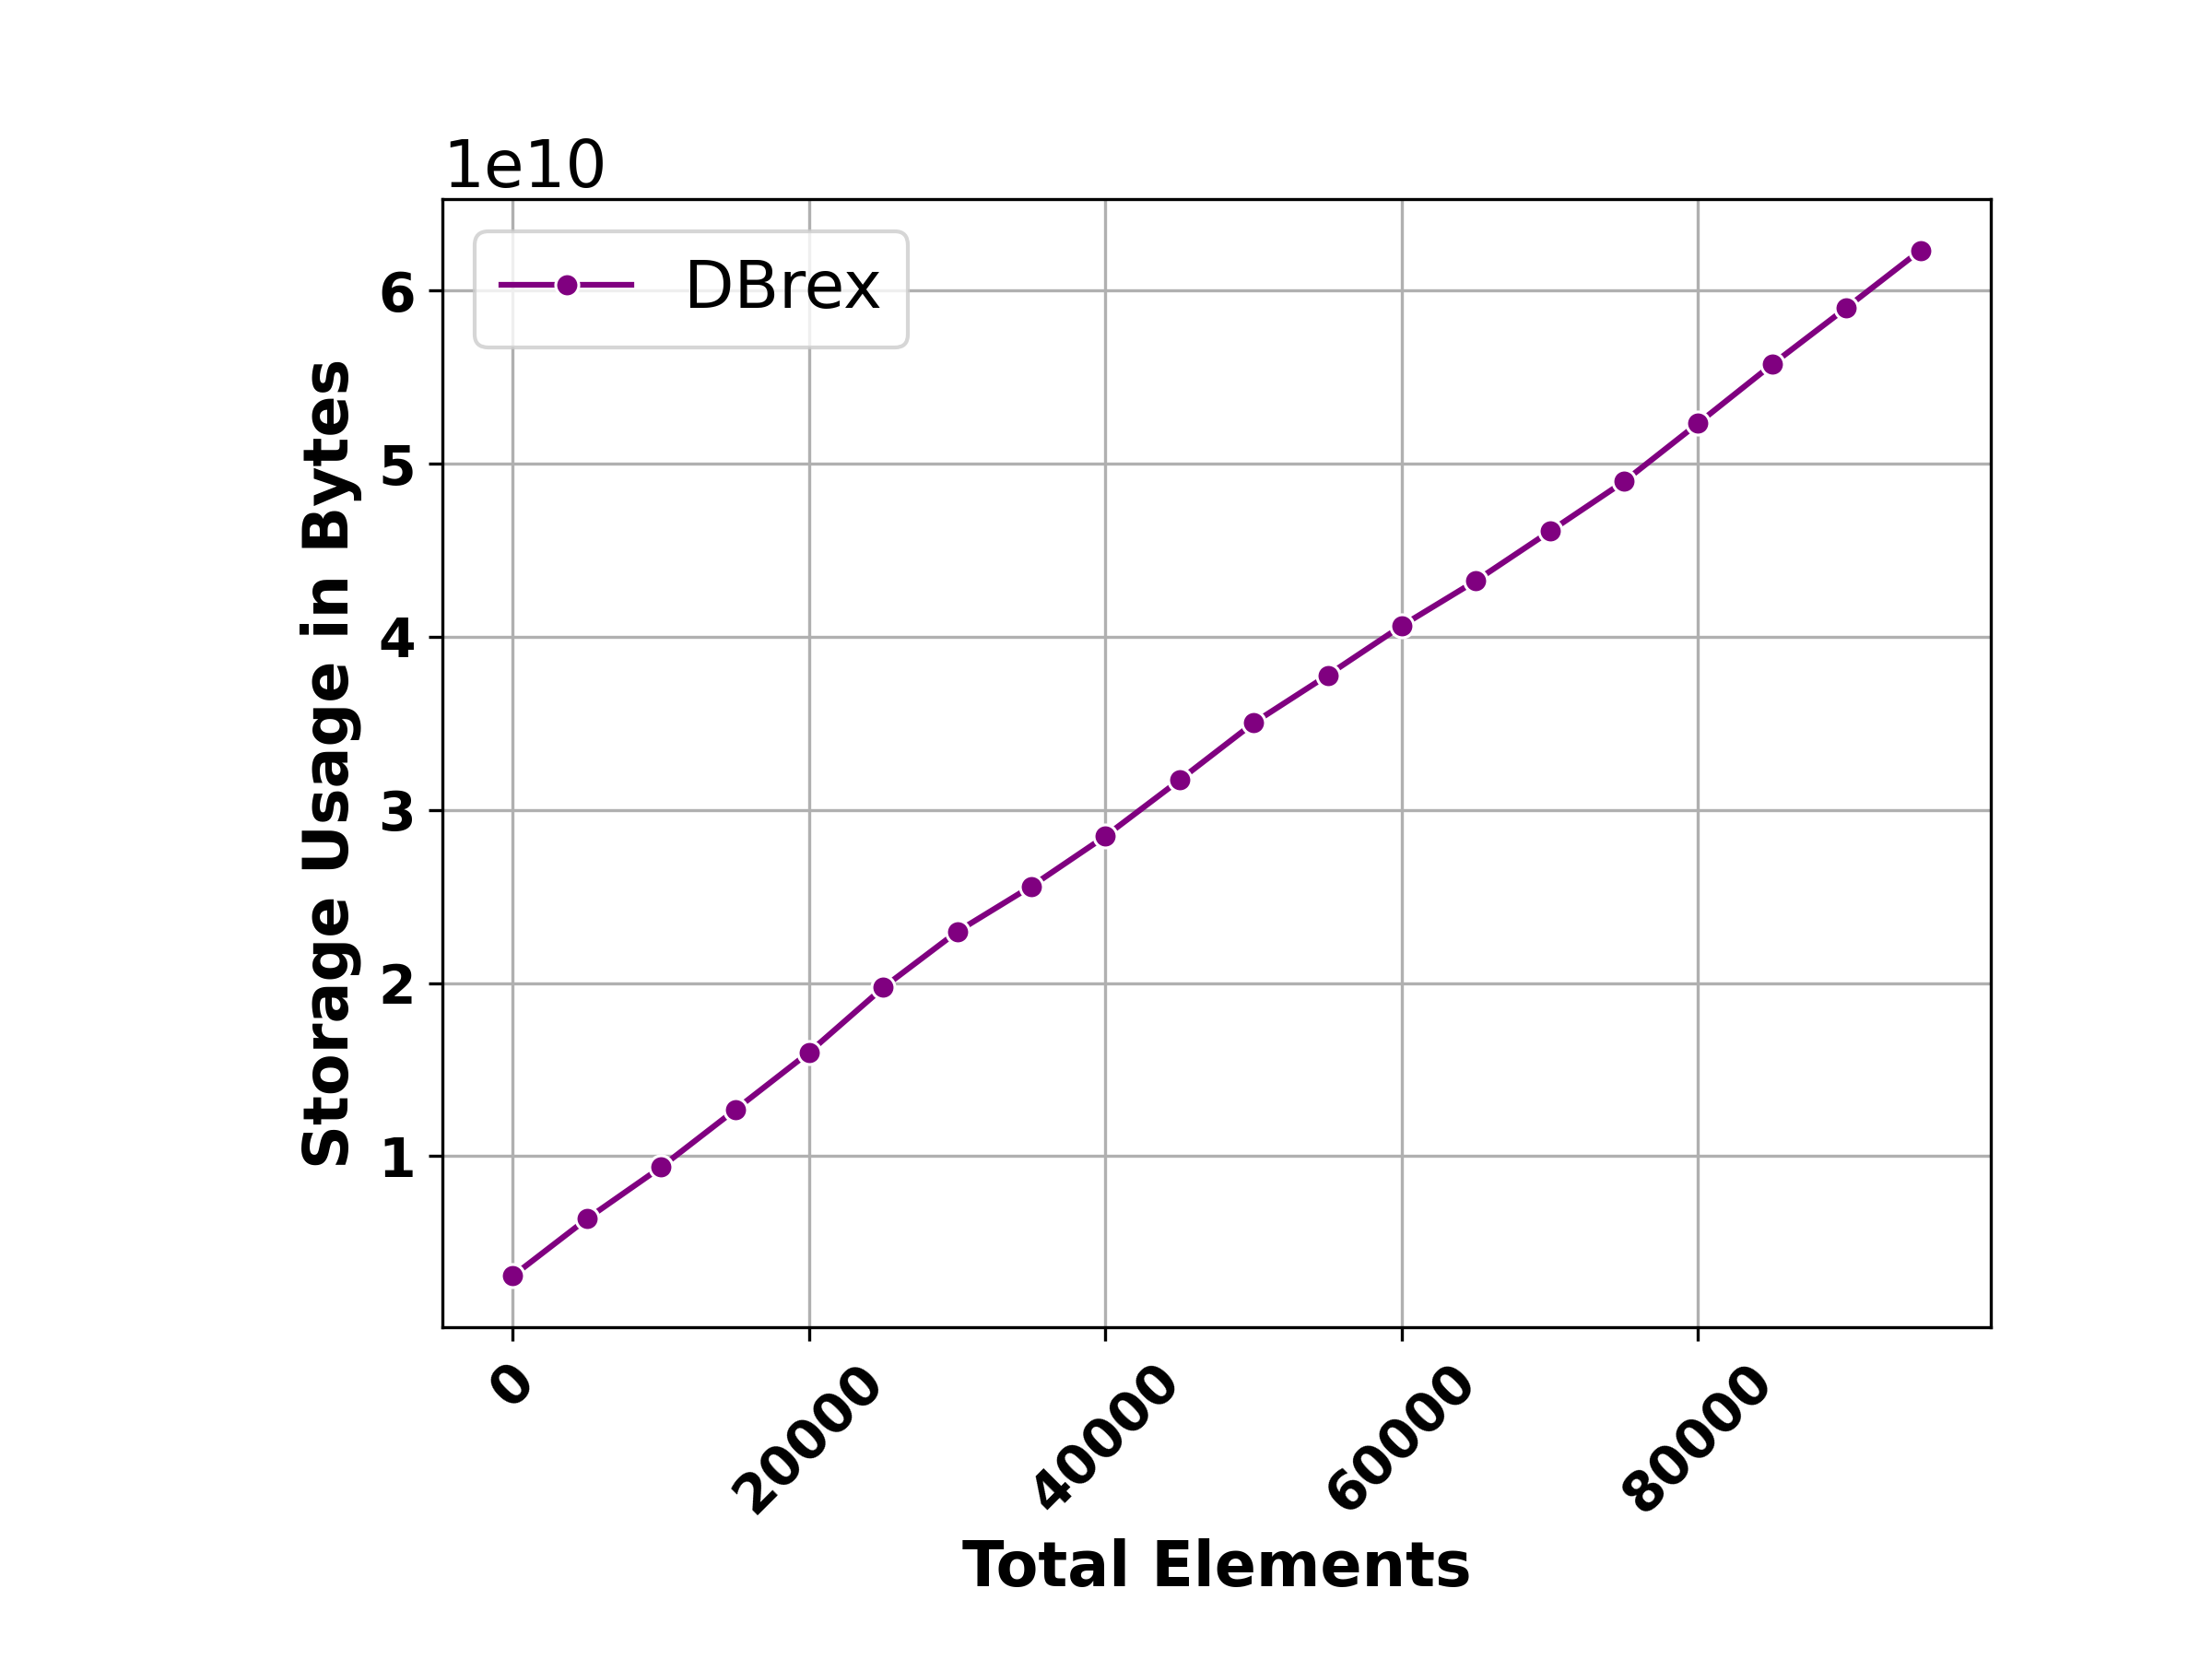 1e10
DBrex
Storage Usage in Bytes
6
5
4
3
2
1
0
20000
40000
60000
80000
Total Elements